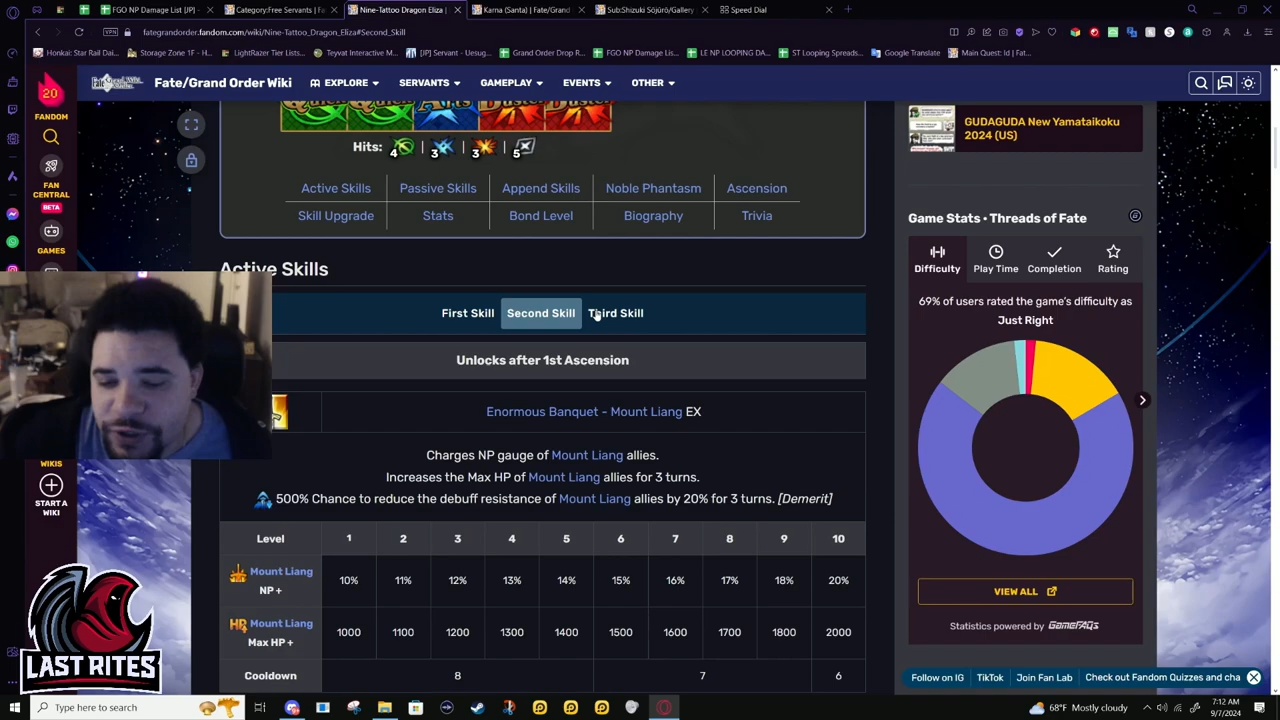 FGO NP Damage List [JP] -
Category:Free Servants | Fa
Nine-Tattoo Dragon Eliza |
Karna (Santa) | Fate/Grand
Sub:Shizuki Sōjūrō/Gallery
Speed Dial
VPN
fategrandorder.fandom.com/wiki/Nine-Tattoo_Dragon_Eliza#Second_Skill
Honkai: Star Rail Dai...
Storage Zone 1F - H...
LightRazer Tier Lists...
Teyvat Interactive M...
[JP] Servant - Uesug...
Grand Order Drop R...
FGO NP Damage Lis...
LE NP LOOPING DA...
ST Looping Spreads...
Google Translate
Main Quest: Id | Fat...
20
FANDOM
FAN
CENTRAL
BETA
GAMES
WIKIS
START A
WIKI
Fate/Grand Order Wiki
EXPLORE
SERVANTS
GAMEPLAY
EVENTS
OTHER
Quick
Quick
Arts
Buster
Buster
Hits: 4 | 3 | 3 | 5
Active Skills
Passive Skills
Append Skills
Noble Phantasm
Ascension
Skill Upgrade
Stats
Bond Level
Biography
Trivia
Active Skills
First Skill
Second Skill
Third Skill
Unlocks after 1st Ascension
Enormous Banquet - Mount Liang EX
Charges NP gauge of Mount Liang allies.
Increases the Max HP of Mount Liang allies for 3 turns.
500% Chance to reduce the debuff resistance of Mount Liang allies by 20% for 3 turns. [Demerit]
Level 1 2 3 4 5 6 7 8 9 10
Mount Liang
NP +
10% 11% 12% 13% 14% 15% 16% 17% 18% 20%
Mount Liang
Max HP +
1000 1100 1200 1300 1400 1500 1600 1700 1800 2000
Cooldown 8 7 6
GUDAGUDA New Yamataikoku
2024 (US)
Game Stats • Threads of Fate
Difficulty
Play Time
Completion
Rating
69% of users rated the game's difficulty as
Just Right
VIEW ALL
Statistics powered by GameFAQs
Follow on IG
TikTok
Join Fan Lab
Check out Fandom Quizzes and cha
LAST RITES
Type here to search
68°F Mostly cloudy
7:12 AM
9/7/2024